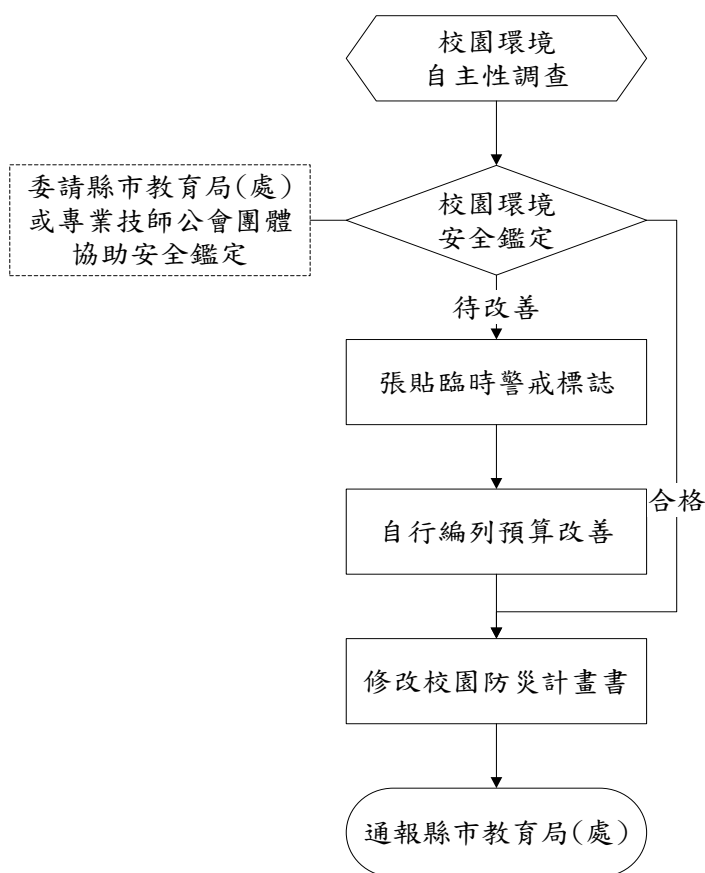 校園環境
自主性調查
委請縣市教育局(處)
或專業技師公會團體
協助安全鑑定
校園環境
安全鑑定
待改善
張貼臨時警戒標誌
自行編列預算改善
合格
修改校園防災計畫書
通報縣市教育局(處)